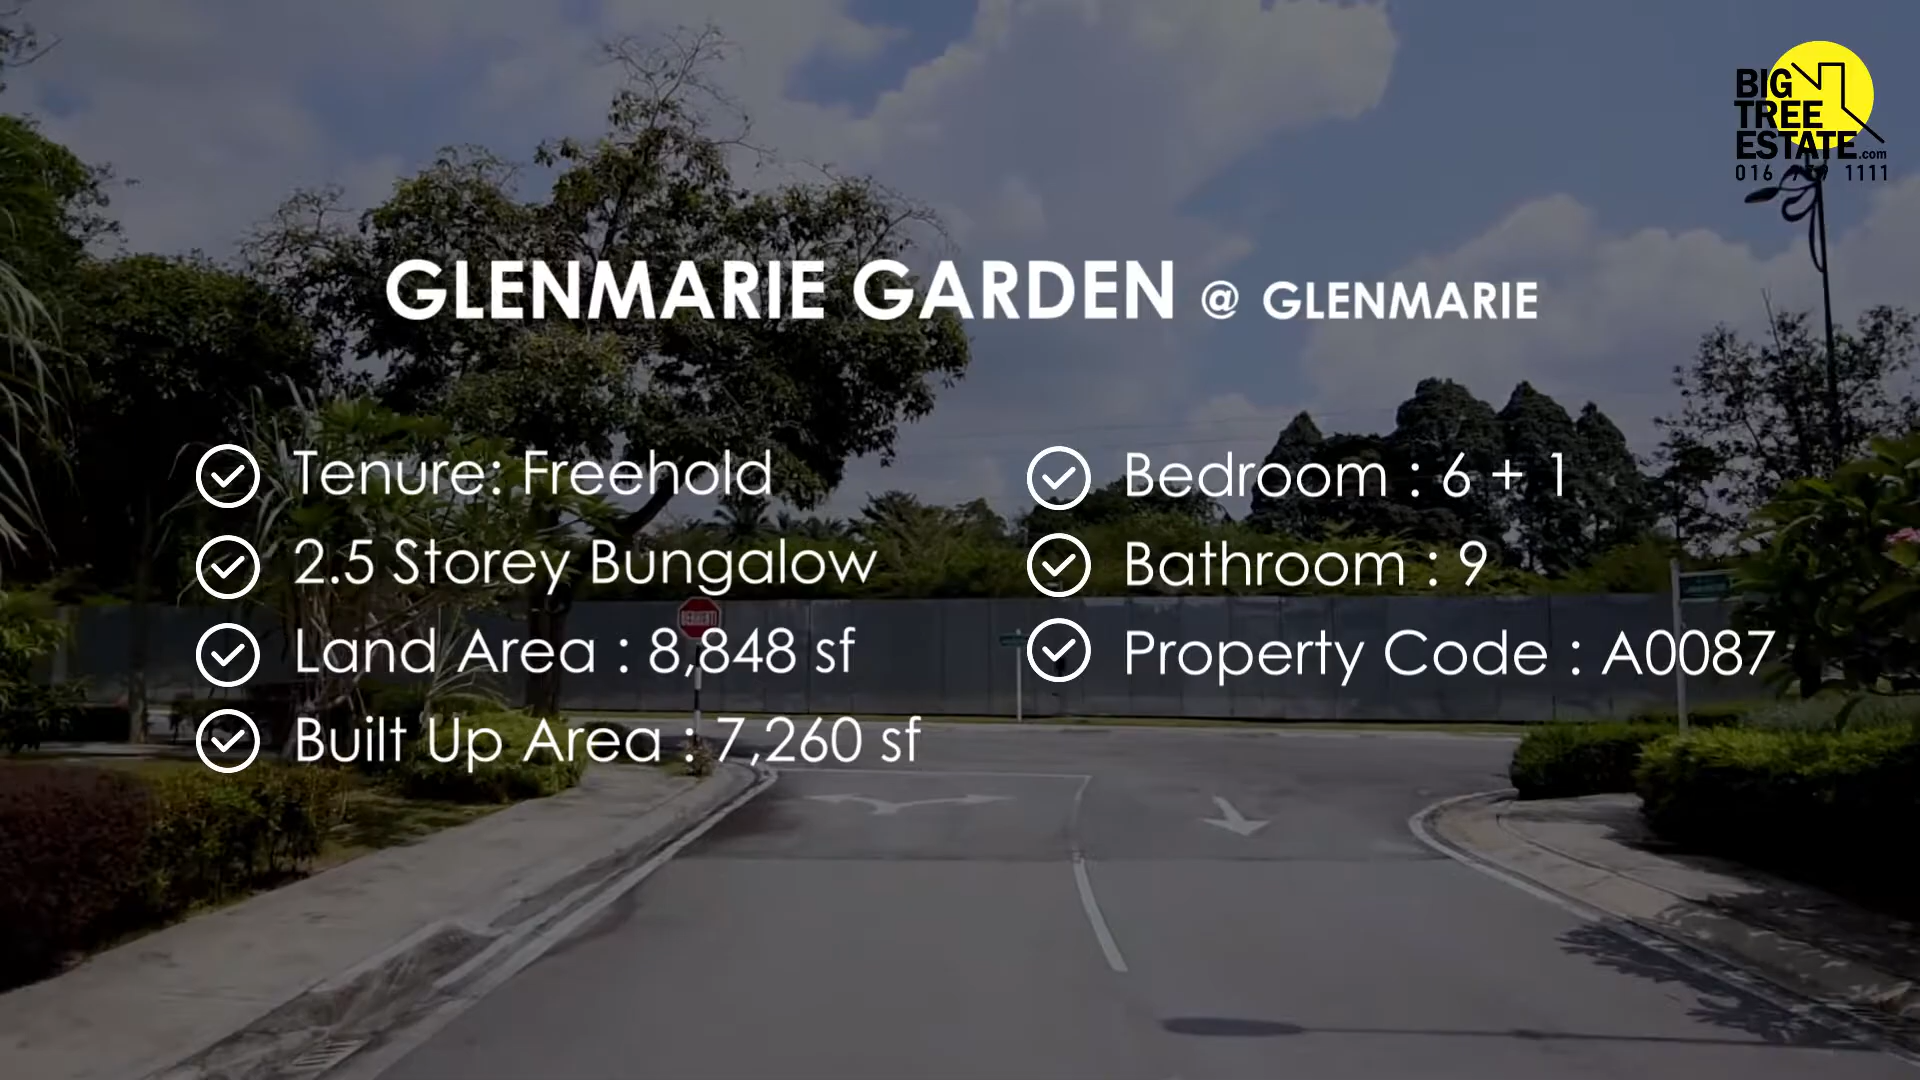 BIG
TREE
ESTATE.com
016 1111
GLENMARIE GARDEN @ GLENMARIE
Tenure: Freehold
2.5 Storey Bungalow
Land Area : 8,848 sf
Built Up Area : 7,260 sf
Bedroom : 6 + 1
Bathroom : 9
Property Code : A0087